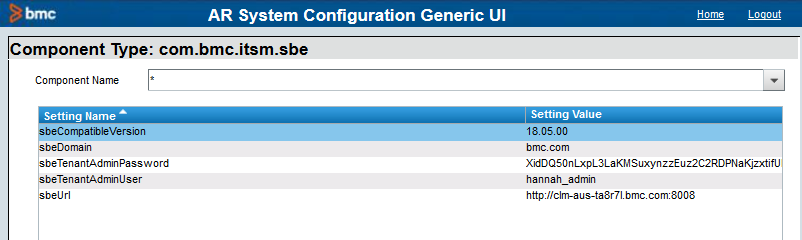 bmc AR System Configuration Generic UI Home Logout
Component Type: com.bmc.itsm.sbe
Component Name *
Setting Name Setting Value
sbeCompatibleVersion 18.05.00
sbeDomain bmc.com
sbeTenantAdminPassword XidDQ50nLxpL3LaKMSuxynzzEuz2C2RDPNaKjzxtifU
sbeTenantAdminUser hannah_admin
sbeUrl http://clm-aus-ta8r7l.bmc.com:8008